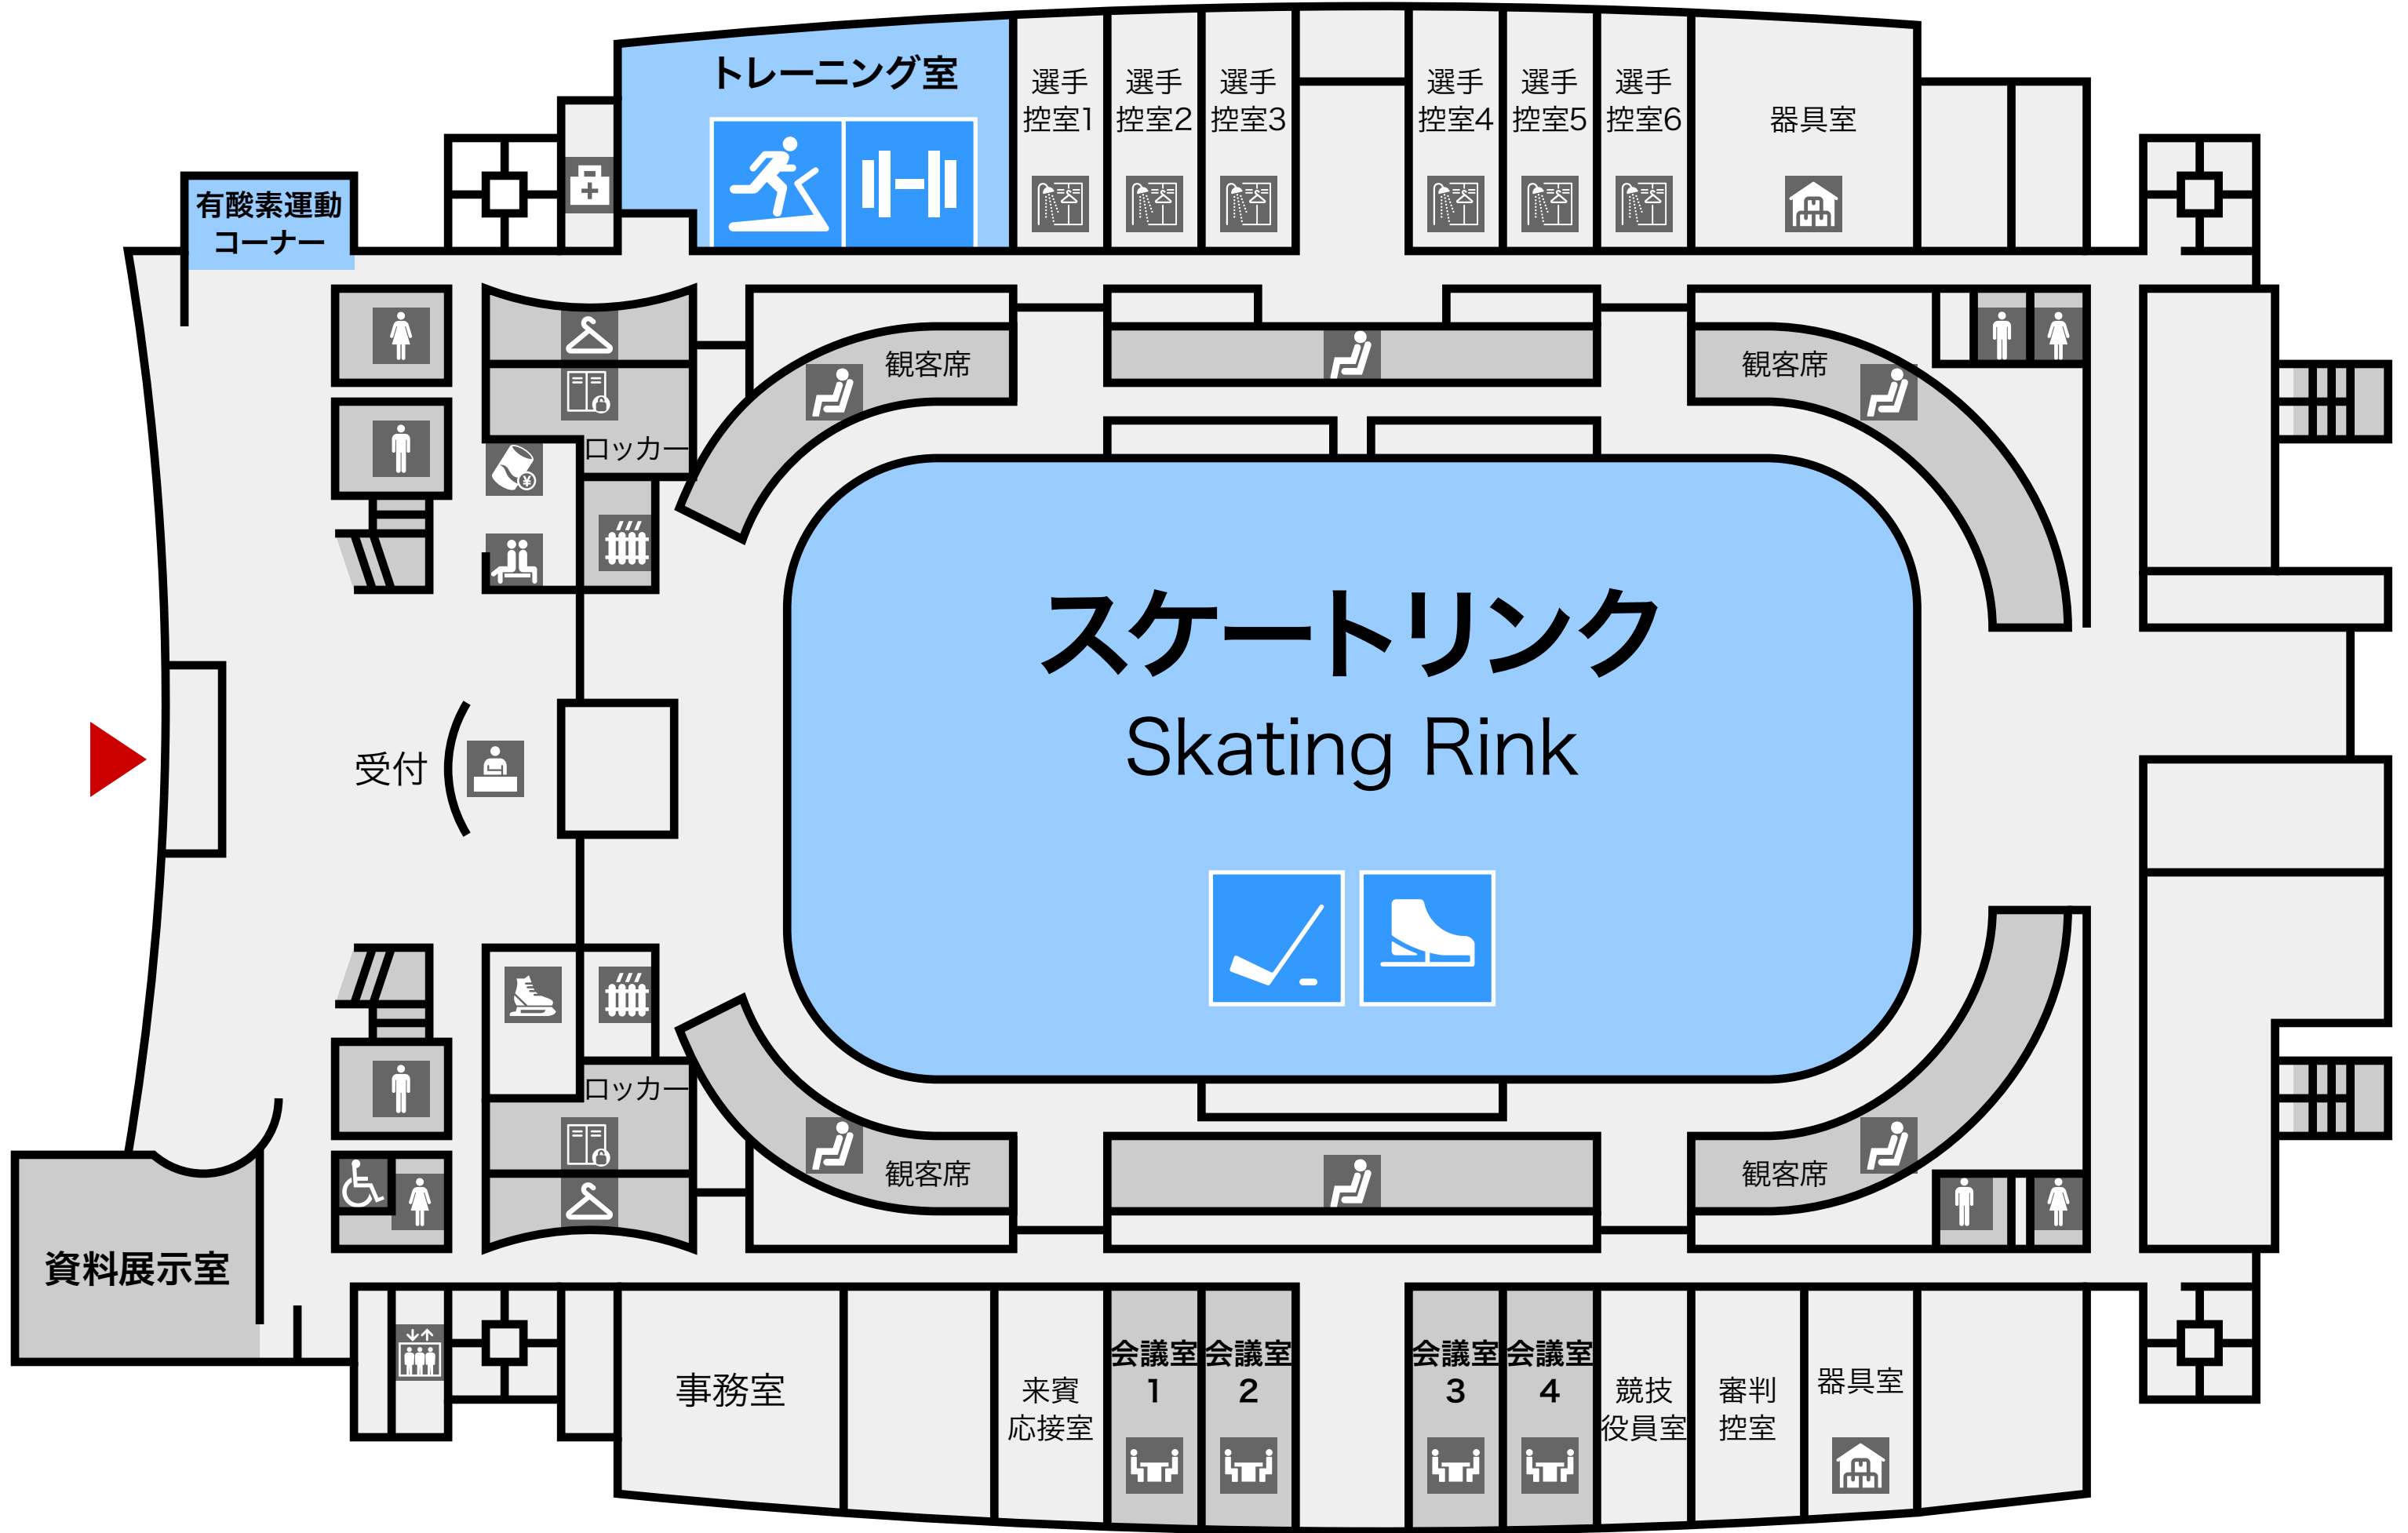 トレーニング室
選手
控室1
選手
控室2
選手
控室3
選手
控室4
選手
控室5
選手
控室6
器具室
有酸素運動
コーナー
観客席
観客席
ロッカー
¥
スケートリンク
Skating Rink
受付
ロッカー
観客席
観客席
資料展示室
事務室
来賓
応接室
会議室
1
会議室
2
会議室
3
会議室
4
競技
役員室
審判
控室
器具室